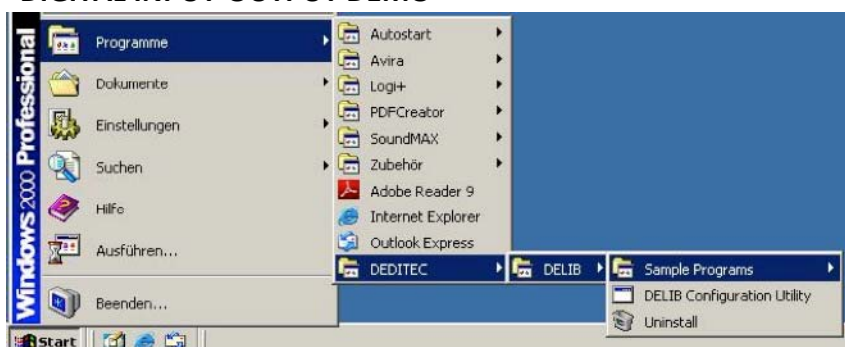 DIGITAL INPUT OUTPUT DEMO
Windows 2000 Professional
Programme
Dokumente
Einstellungen
Suchen
Hilfe
Ausführen...
Beenden...
Start
Autostart
Avira
Logi+
PDFCreator
SoundMAX
Zubehör
Adobe Reader 9
Internet Explorer
Outlook Express
DEDITEC
DELIB
Sample Programs
DELIB Configuration Utility
Uninstall